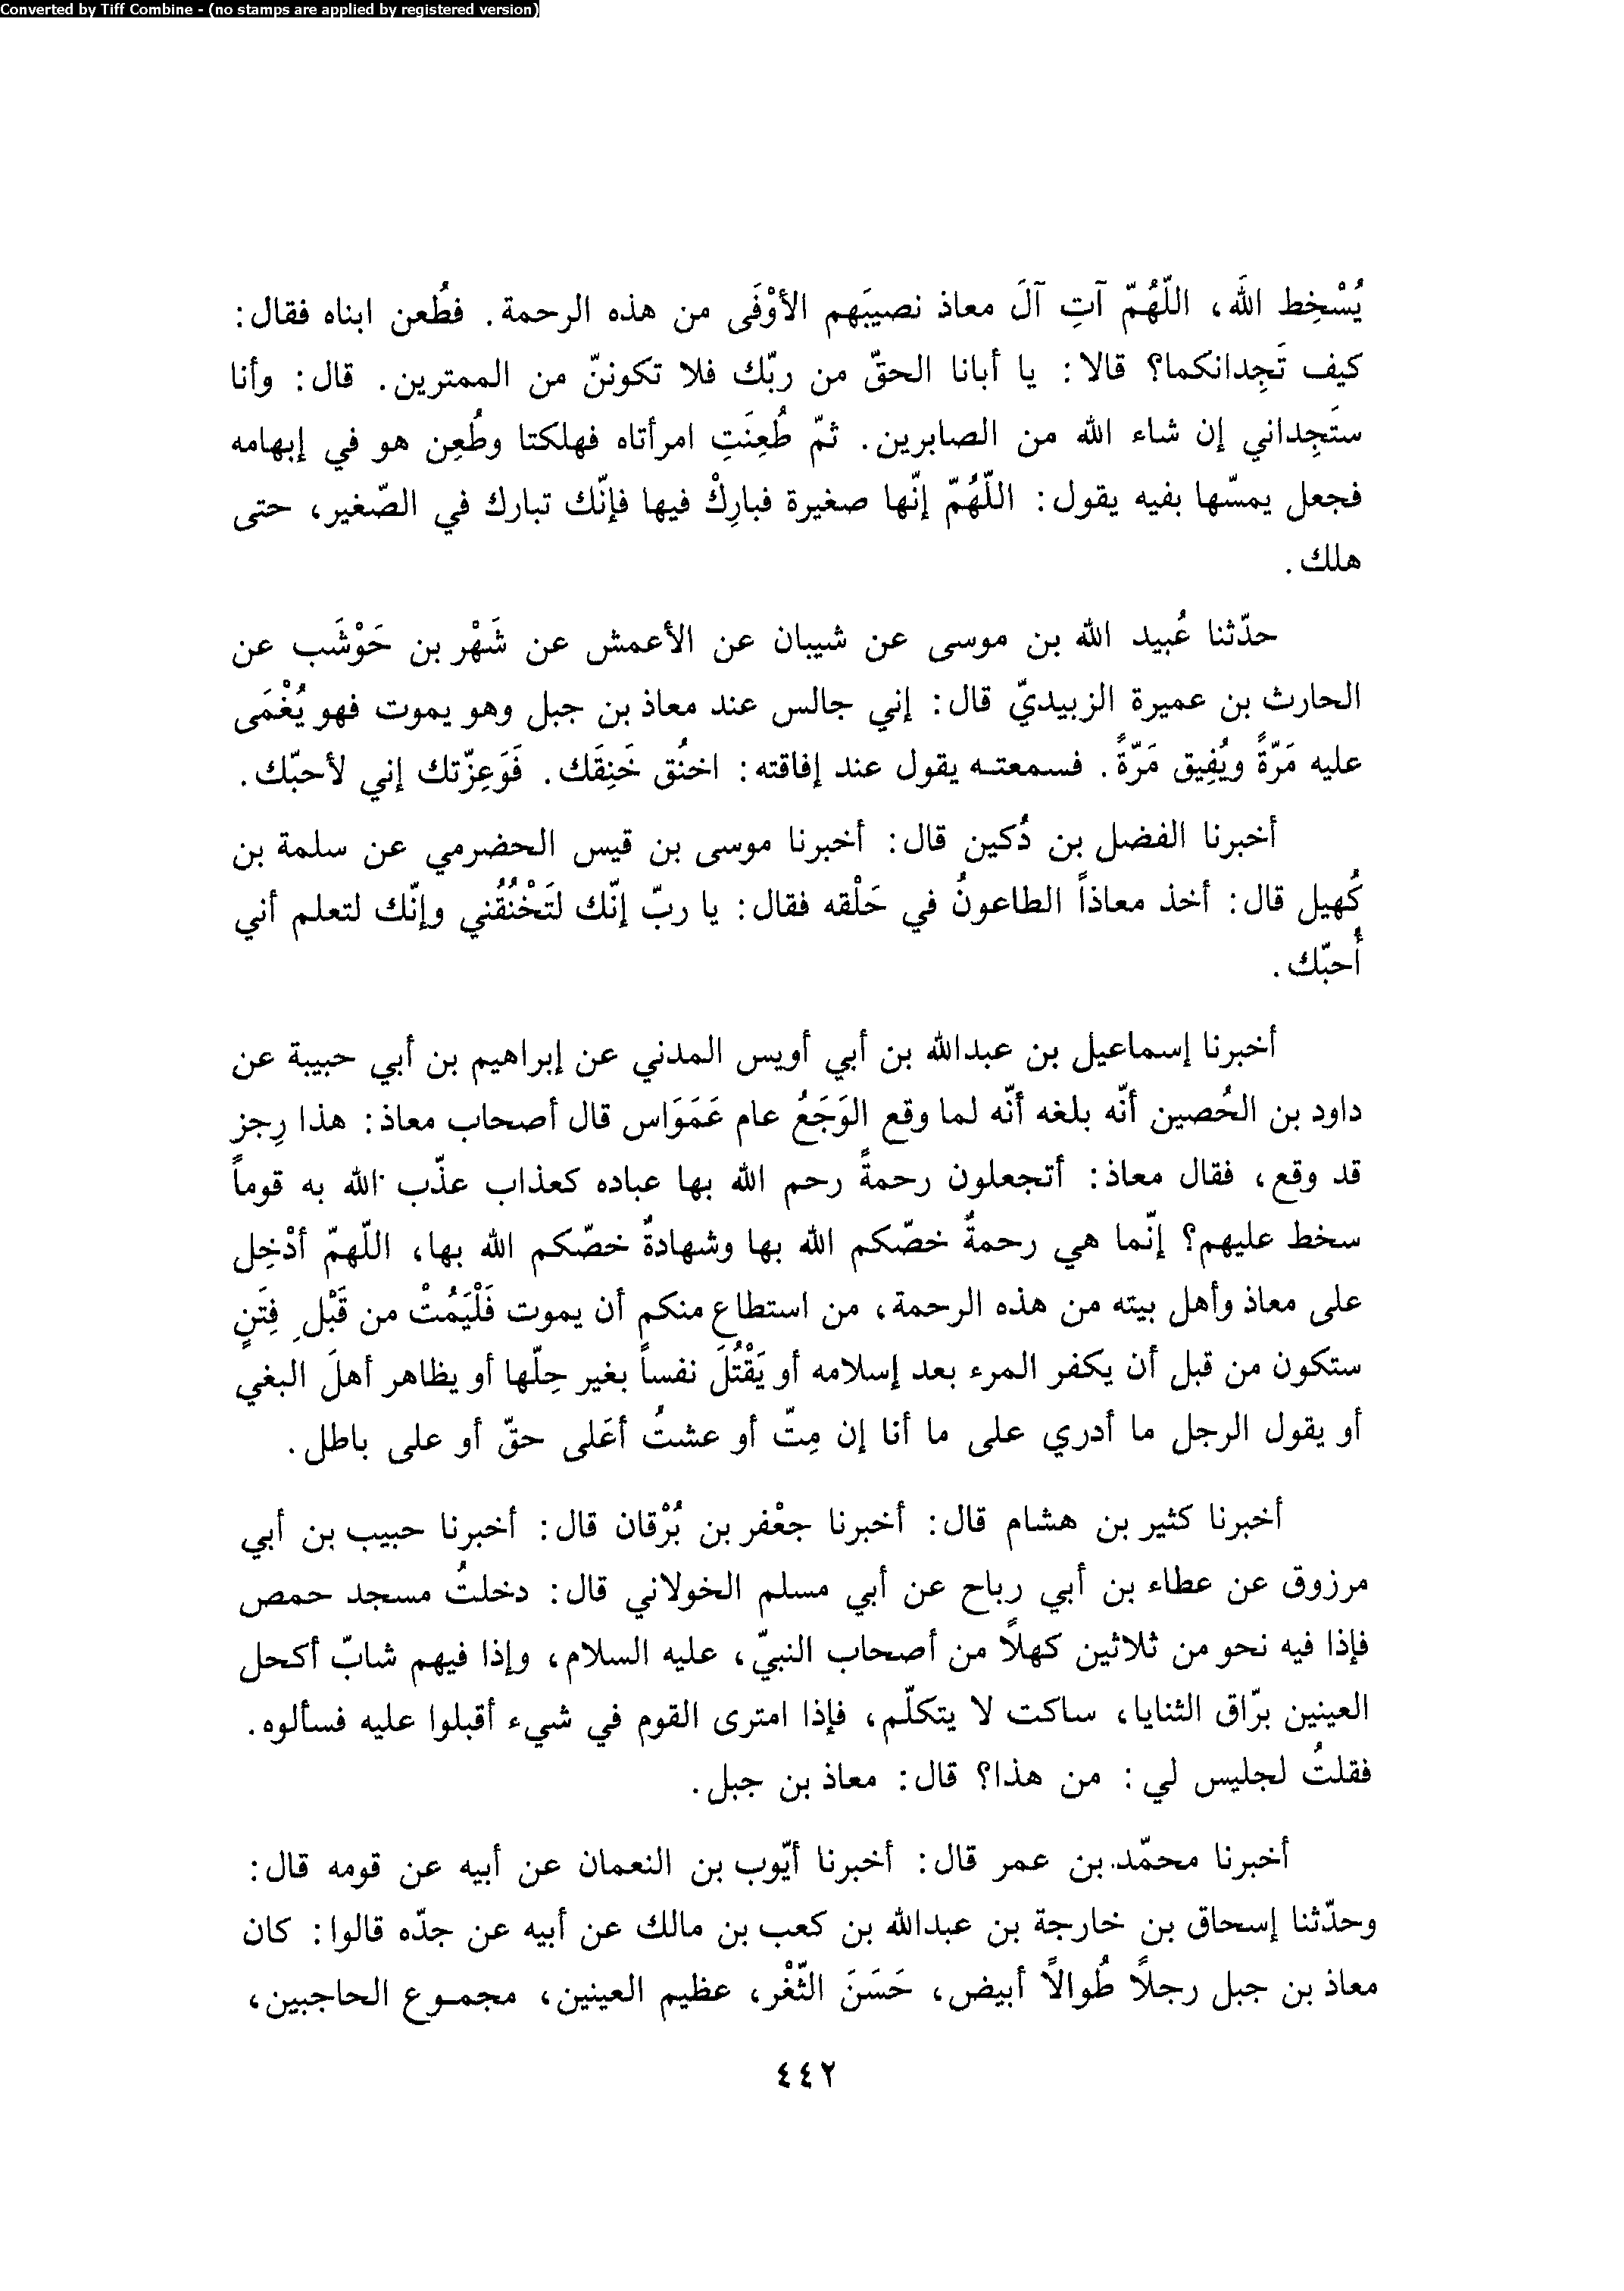 Converted by Tiff Combine - (no stamps are applied by registered version)
يُسْخِط اللَّه، اللّهُمّ آتِ آلَ معاذ نصيبَهم الأوْفَى من هذه الرحمة. فطُعن ابناه فقال:
كيف تَجِدانكما؟ قالا: يا أبانا الحقّ من ربّك فلا تكوننّ من الممترين. قال: وأنا
ستَجِداني إن شاء الله من الصابرين. ثمّ طُعِنَتِ امرأتاه فهلكتا وطُعِن هو في إبهامه
فجعل يمسّها بفيه يقول: اللّهُمّ إنّها صغيرة فبارِكْ فيها فإنّك تبارك في الصّغير، حتى
هلك.
حدّثنا عُبيد الله بن موسى عن شيبان عن الأعمش عن شَهْر بن حَوْشَب عن
الحارث بن عميرة الزبيديّ قال: إني جالس عند معاذ بن جبل وهو يموت فهو يُغْمَى
عليه مَرّةً ويُفِيق مَرّةً. فسمعتـه يقول عند إفاقته: اخنُق خَنِقَك. فَوَعِزّتك إني لأحبّك.
أخبرنا الفضل بن دُكين قال: أخبرنا موسى بن قيس الحضرمي عن سلمة بن
كُهيل قال: أخذ معاذاً الطاعونُ في حَلْقه فقال: يا ربّ إنّك لتَخْنُقُني وإنّك لتعلم أني
أُحبّك.
أخبرنا إسماعيل بن عبدالله بن أبي أويس المدني عن إبراهيم بن أبي حبيبة عن
داود بن الحُصين أنّه بلغه أنّه لما وقع الوَجَعُ عام عَمَوَاس قال أصحاب معاذ: هذا رِجز
قد وقع، فقال معاذ: أتجعلون رحمةً رحم الله بها عباده كعذاب عذّب الله به قوماً
سخط عليهم؟ إنّما هي رحمةٌ خصّكم الله بها وشهادةٌ خصّكم الله بها، اللّهمّ أدْخِل
على معاذ وأهل بيته من هذه الرحمة، من استطاع منكم أن يموت فَلْيَمُتْ من قَبْلِ فِتَنٍ
ستكون من قبل أن يكفر المرء بعد إسلامه أو يَقْتُلَ نفساً بغير حِلّها أو يظاهر أهلَ البغي
أو يقول الرجل ما أدري على ما أنا إن مِتّ أو عشتُ أعَلى حقّ أو على باطل.
أخبرنا كثير بن هشام قال: أخبرنا جعْفر بن بُرْقان قال: أخبرنا حبيب بن أبي
مرزوق عن عطاء بن أبي رباح عن أبي مسلم الخولاني قال: دخلتُ مسجد حمص
فإذا فيه نحو من ثلاثين كهلاً من أصحاب النبيّ، عليه السلام، وإذا فيهم شابّ أكحل
العينين برّاق الثنايا، ساكت لا يتكلّم، فإذا امترى القوم في شيء أقبلوا عليه فسألوه.
فقلتُ لجليس لي: من هذا؟ قال: معاذ بن جبل.
أخبرنا محمّد بن عمر قال: أخبرنا أيّوب بن النعمان عن أبيه عن قومه قال:
وحدّثنا إسحاق بن خارجة بن عبدالله بن كعب بن مالك عن أبيه عن جدّه قالوا: كان
معاذ بن جبل رجلاً طُوالاً أبيض، حَسَنَ الثّغْر، عظيم العينين، مجمـوع الحاجبين،
٤٤٢